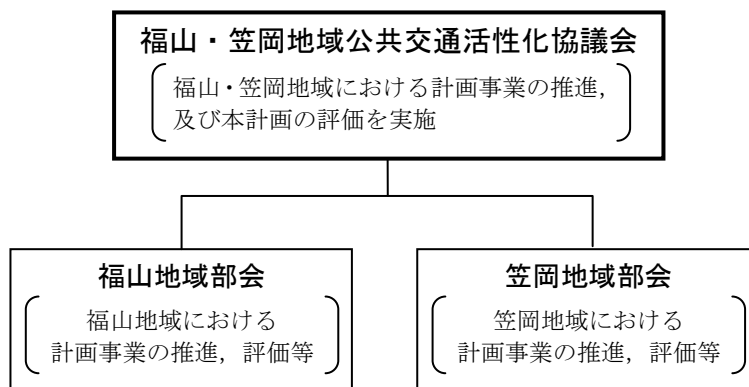 福山・笠岡地域公共交通活性化協議会
福山・笠岡地域における計画事業の推進，
及び本計画の評価を実施
福山地域部会
福山地域における
計画事業の推進，評価等
笠岡地域部会
笠岡地域における
計画事業の推進，評価等